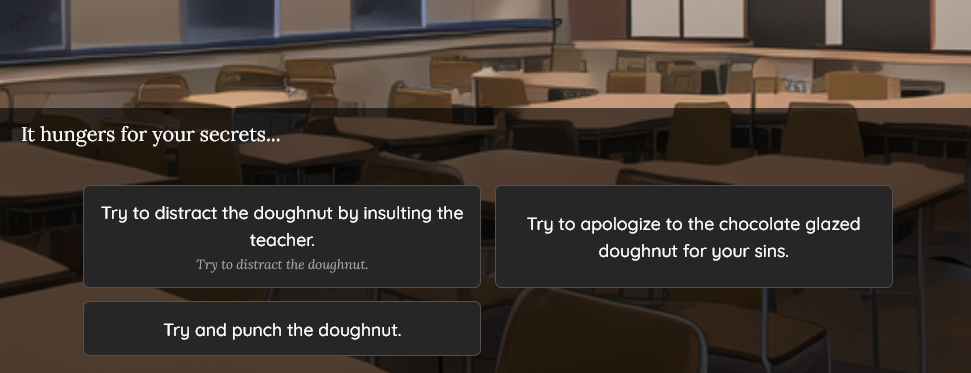 It hungers for your secrets...
Try to distract the doughnut by insulting the
teacher.
Try to distract the doughnut.
Try to apologize to the chocolate glazed
doughnut for your sins.
Try and punch the doughnut.